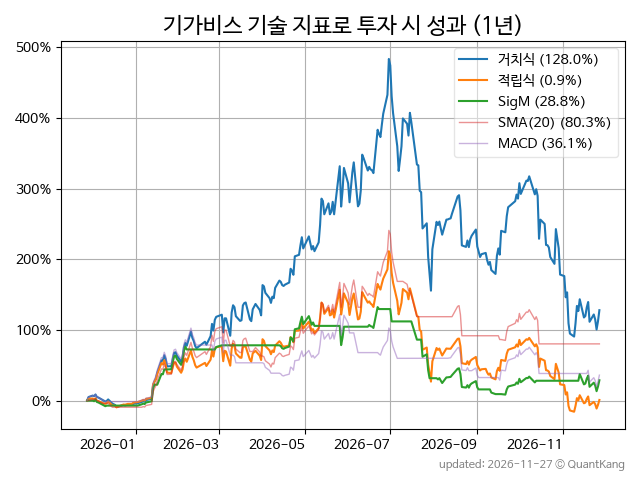 기가비스 기술 지표로 투자 시 성과 (1년)
500%
400%
300%
200%
100%
0%
거치식 (128.0%)
적립식 (0.9%)
SigM (28.8%)
SMA(20) (80.3%)
MACD (36.1%)
2026-01
2026-03
2026-05
2026-07
2026-09
2026-11
updated: 2026-11-27 © QuantKang